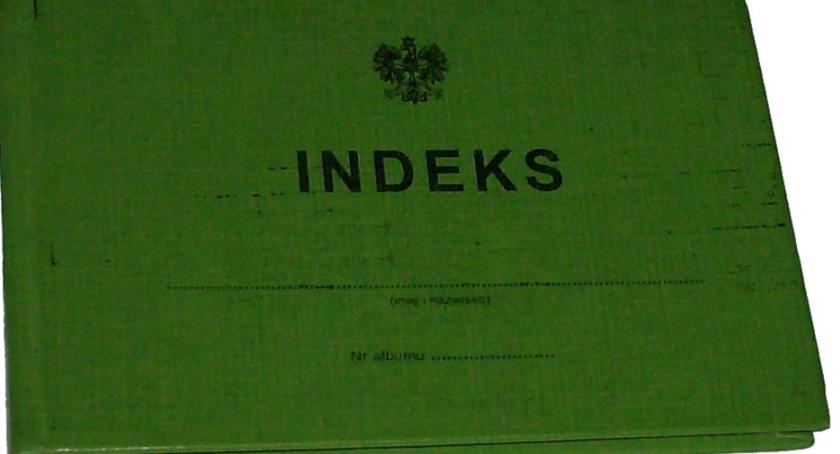 INDEKS
(imię i nazwisko)
Nr albumu